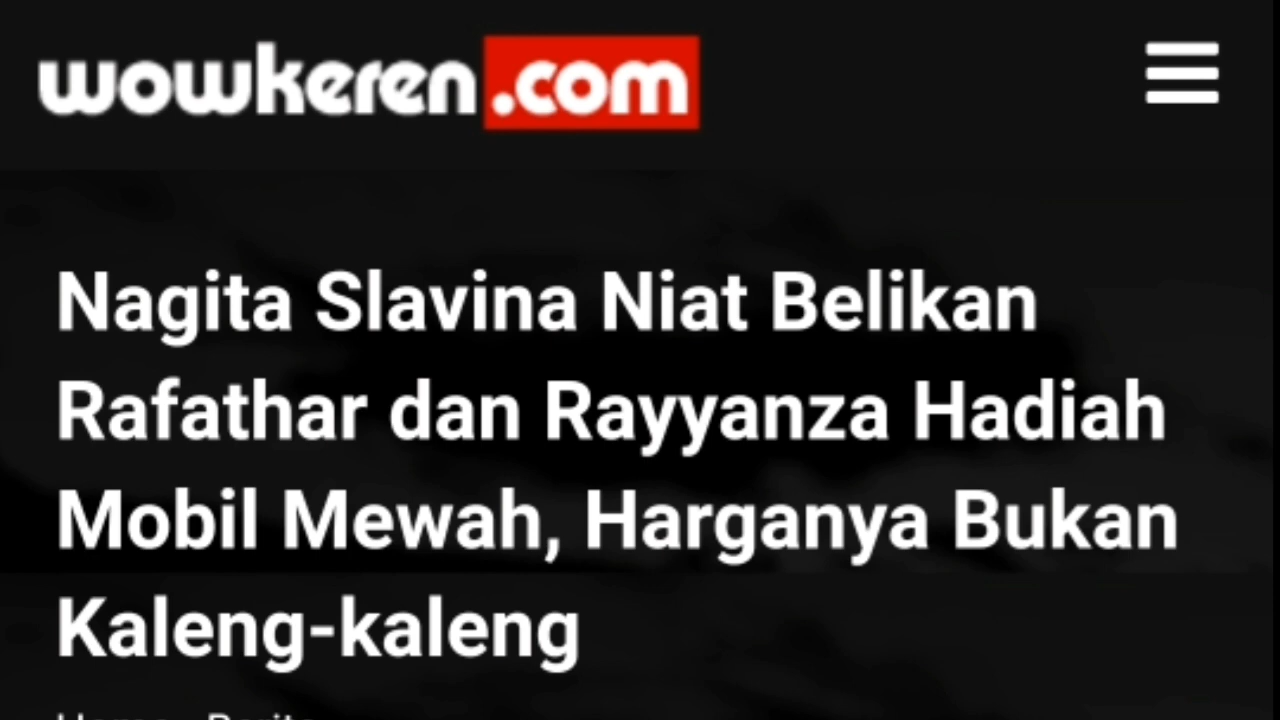 wowkeren.com
Nagita Slavina Niat Belikan
Rafathar dan Rayyanza Hadiah
Mobil Mewah, Harganya Bukan
Kaleng-kaleng